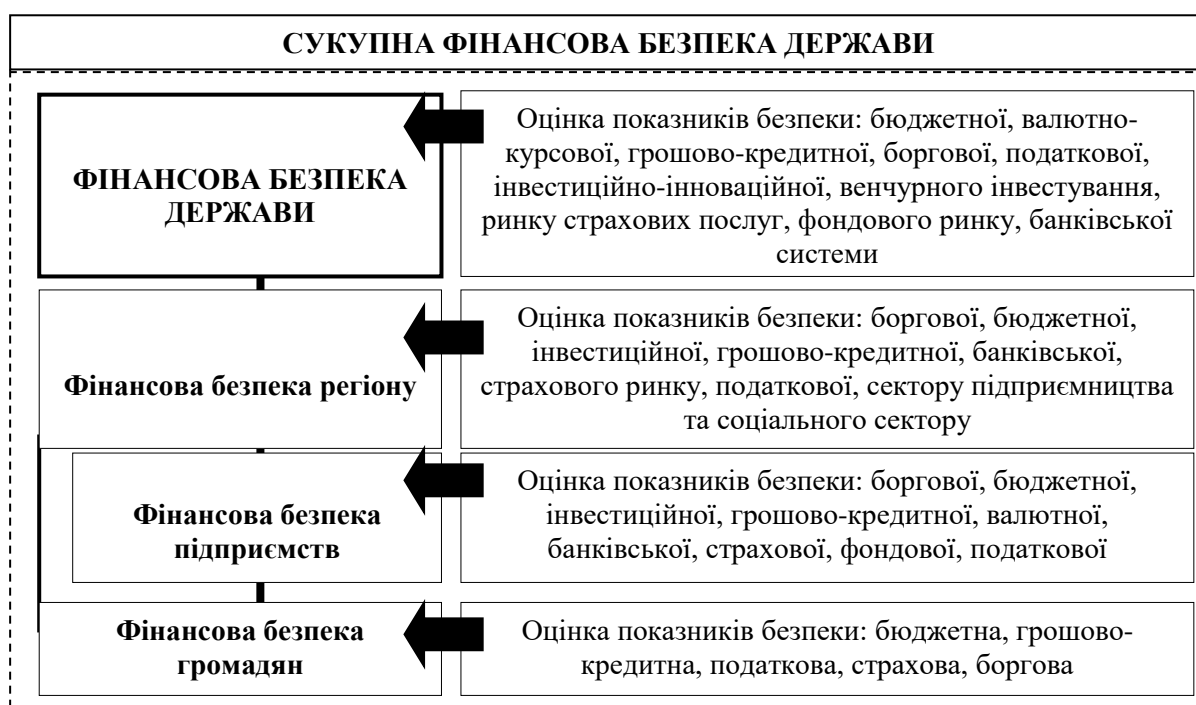 СУКУПНА ФІНАНСОВА БЕЗПЕКА ДЕРЖАВИ
ФІНАНСОВА БЕЗПЕКА
ДЕРЖАВИ
Оцінка показників безпеки: бюджетної, валютно-
курсової, грошово-кредитної, боргової, податкової,
інвестиційно-інноваційної, венчурного інвестування,
ринку страхових послуг, фондового ринку, банківської
системи
Фінансова безпека регіону
Оцінка показників безпеки: боргової, бюджетної,
інвестиційної, грошово-кредитної, банківської,
страхового ринку, податкової, сектору підприємництва
та соціального сектору
Фінансова безпека
підприємств
Оцінка показників безпеки: боргової, бюджетної,
інвестиційної, грошово-кредитної, валютної,
банківської, страхової, фондової, податкової
Фінансова безпека
громадян
Оцінка показників безпеки: бюджетна, грошово-
кредитна, податкова, страхова, боргова